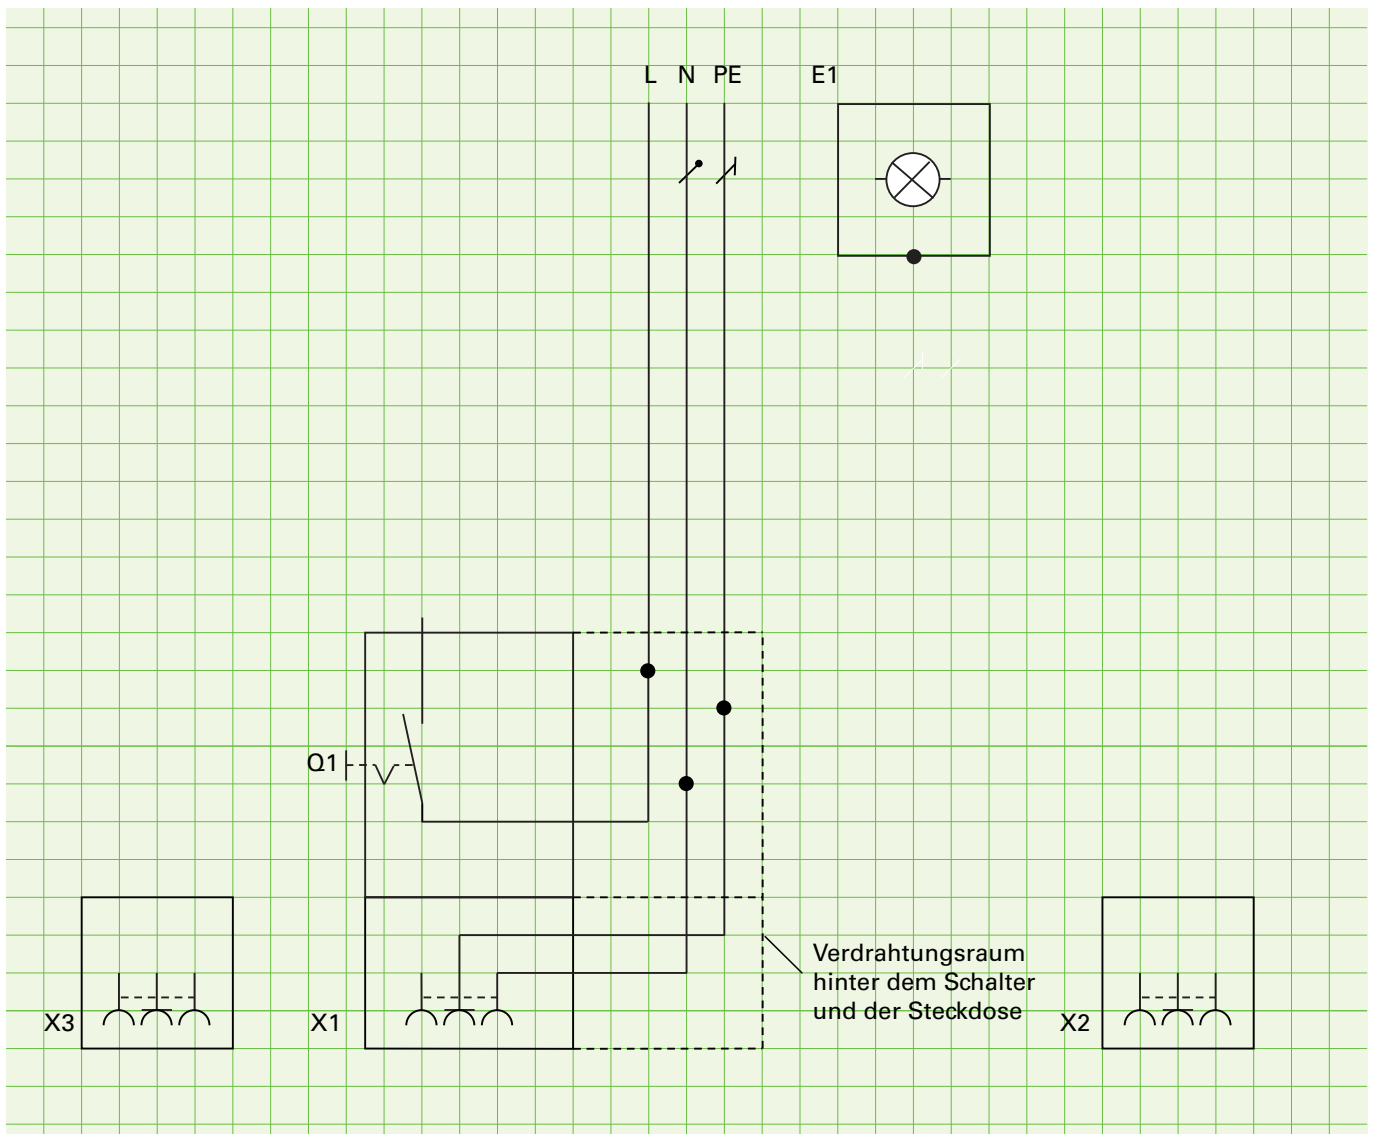 L N PE E1
Q1
Verdrahtungsraum
hinter dem Schalter
und der Steckdose
X3 X1 X2